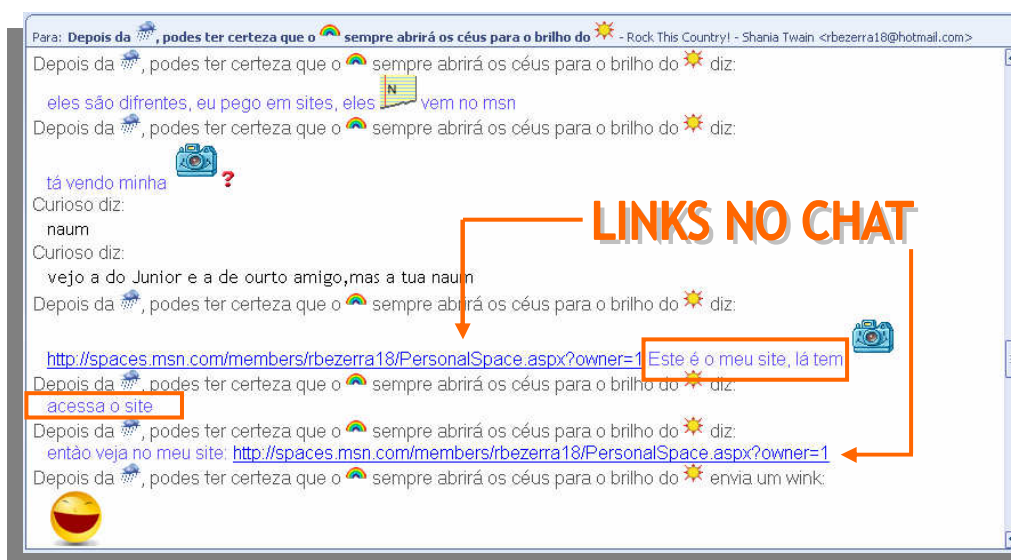 Para: Depois da , podes ter certeza que o sempre abrirá os céus para o brilho do - Rock This Country! - Shania Twain <rbezerra18@hotmail.com>
Depois da , podes ter certeza que o sempre abrirá os céus para o brilho do diz:
eles são difrentes, eu pego em sites, eles N vem no msn
Depois da , podes ter certeza que o sempre abrirá os céus para o brilho do diz:
tá vendo minha ?
Curioso diz:
naum
LINKS NO CHAT
Curioso diz:
vejo a do Junior e a de ourto amigo,mas a tua naum
Depois da , podes ter certeza que o sempre abrirá os céus para o brilho do diz:
http://spaces.msn.com/members/rbezerra18/PersonalSpace.aspx?owner=1 Este é o meu site, lá tem
Depois da , podes ter certeza que o sempre abrirá os céus para o brilho do diz:
acessa o site
Depois da , podes ter certeza que o sempre abrirá os céus para o brilho do diz:
então veja no meu site: http://spaces.msn.com/members/rbezerra18/PersonalSpace.aspx?owner=1
Depois da , podes ter certeza que o sempre abrirá os céus para o brilho do envia um wink: